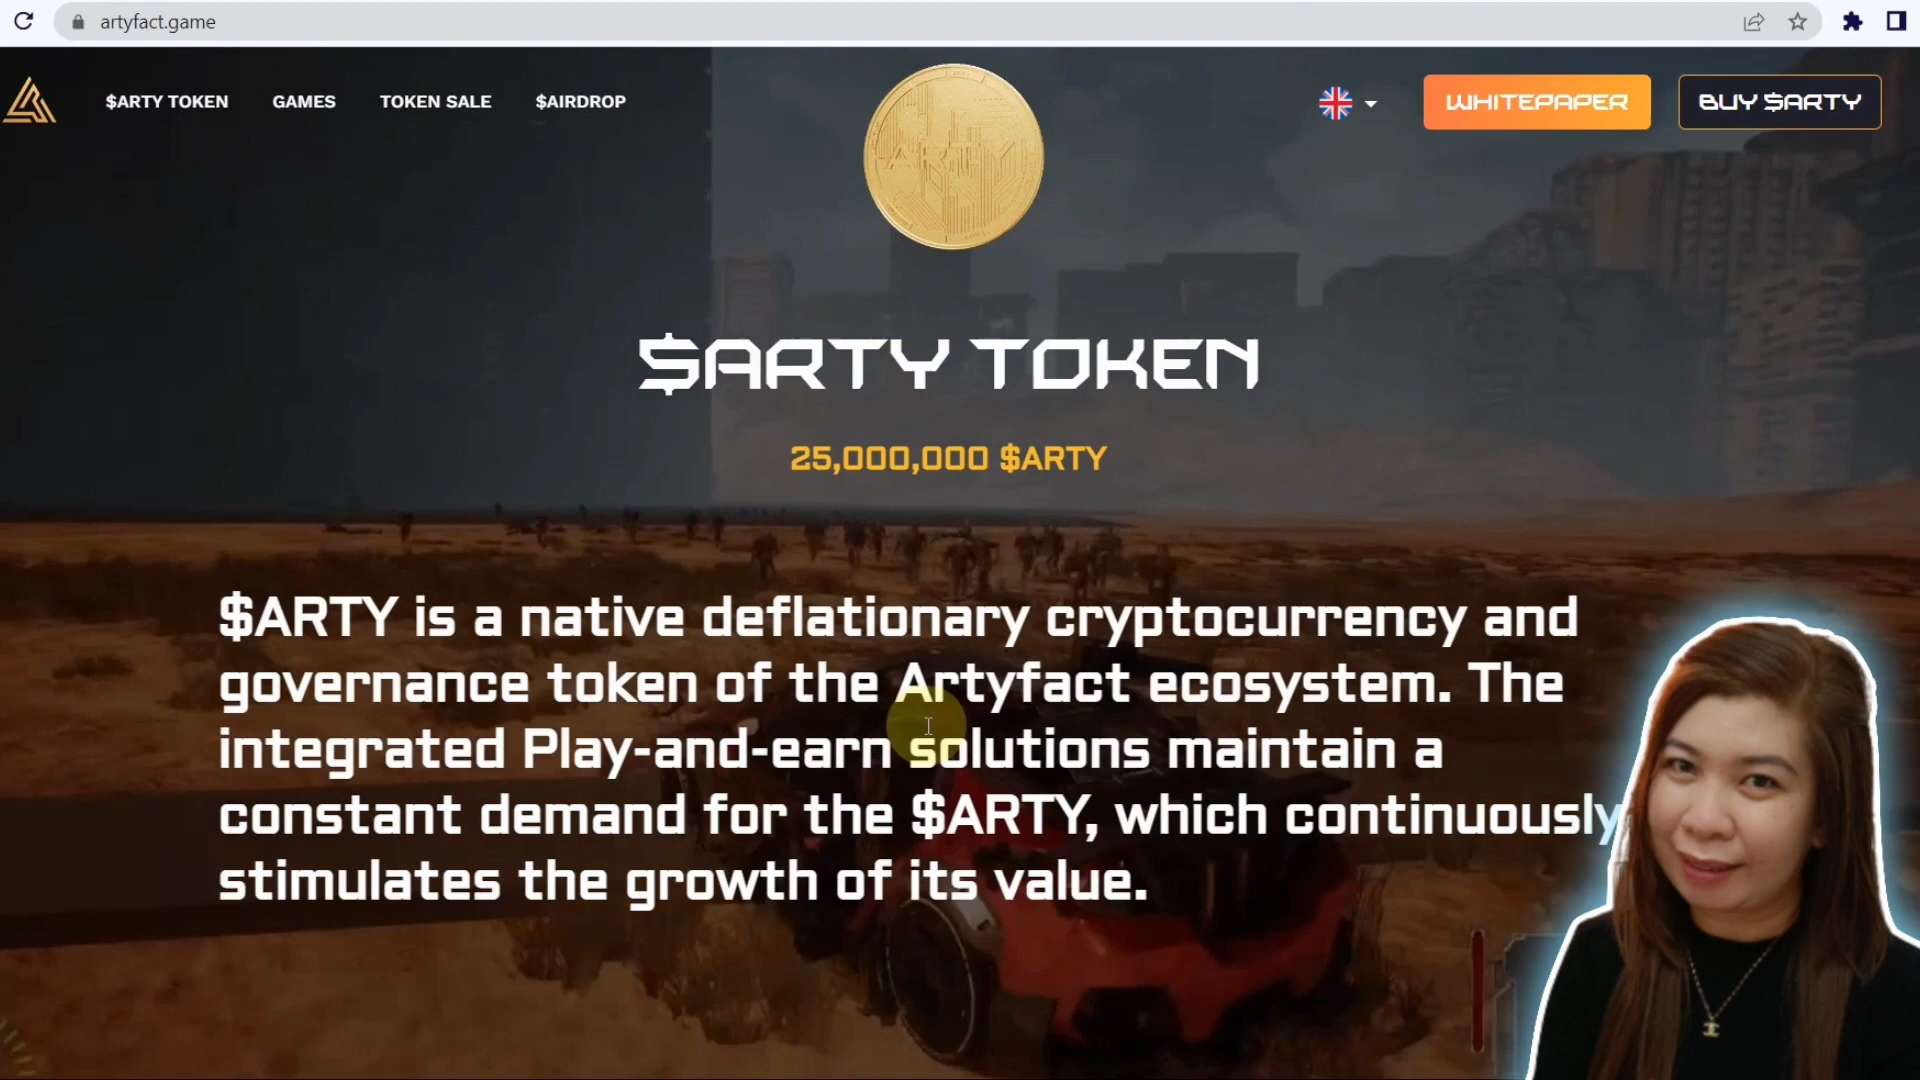 artyfact.game
$ARTY TOKEN
GAMES
TOKEN SALE
$AIRDROP
ARTY
WHITEPAPER
BUY $ARTY
$ARTY TOKEN
25,000,000 $ARTY
$ARTY is a native deflationary cryptocurrency and
governance token of the Artyfact ecosystem. The
integrated Play-and-earn solutions maintain a
constant demand for the $ARTY, which continuously
stimulates the growth of its value.